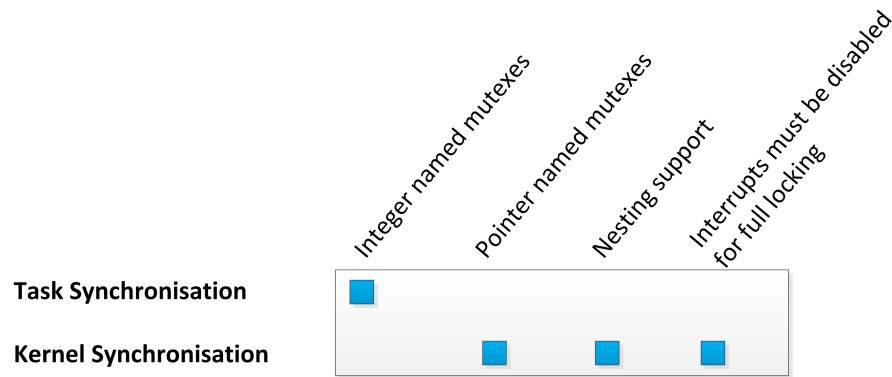 Integer named mutexes
Pointer named mutexes
Nesting support
Interrupts must be disabled
for full locking
Task Synchronisation
Kernel Synchronisation